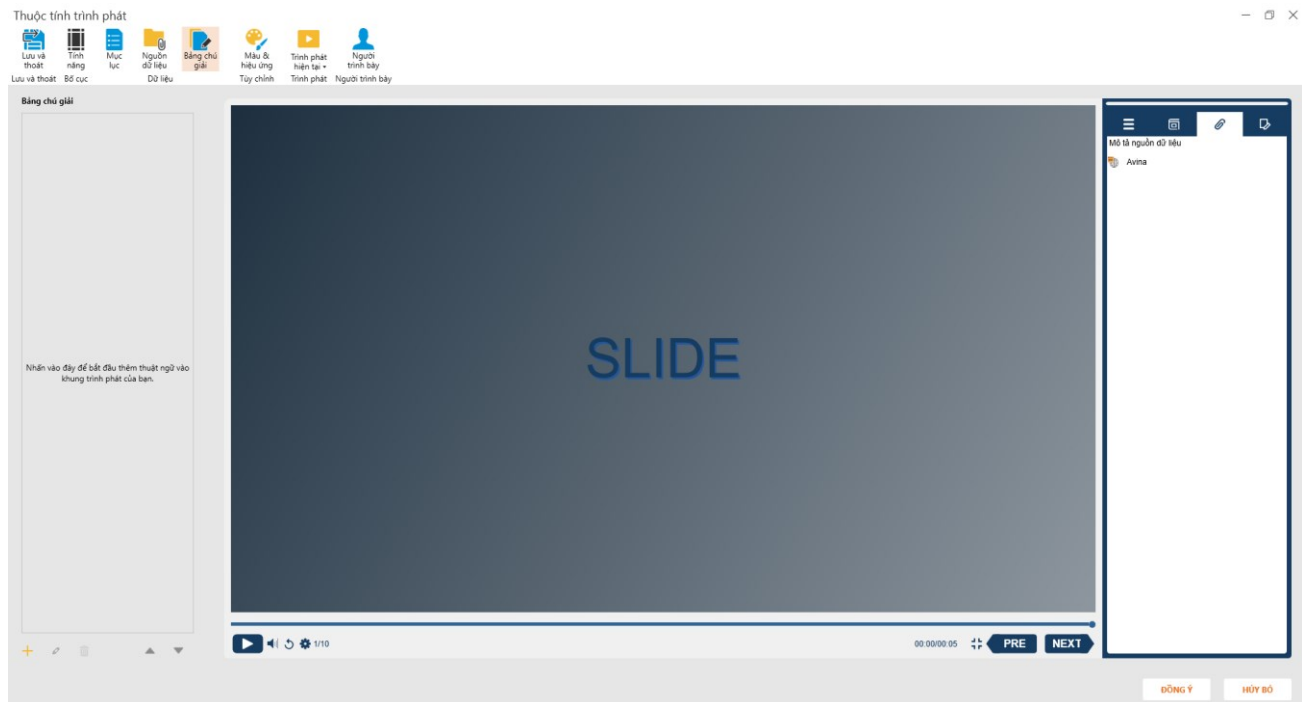 Thuộc tính trình phát
Lưu và thoát
Tính năng
Mục lục
Nguồn dữ liệu
Bảng chú giải
Màu & hiệu ứng
Trình phát hiện tại
Người trình bày
Lưu và thoát
Bố cục
Dữ liệu
Tùy chỉnh
Trình phát
Người trình bày
Bảng chú giải
Nhấn vào đây để bắt đầu thêm thuật ngữ vào
khung trình phát của bạn.
SLIDE
Mô tả nguồn dữ liệu
Avina
1/10
00:00/00:05
PRE
NEXT
ĐỒNG Ý
HỦY BỎ